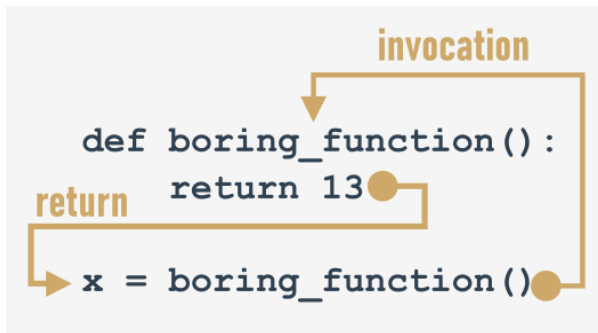 invocation
def boring_function():
return 13
return
x = boring_function()